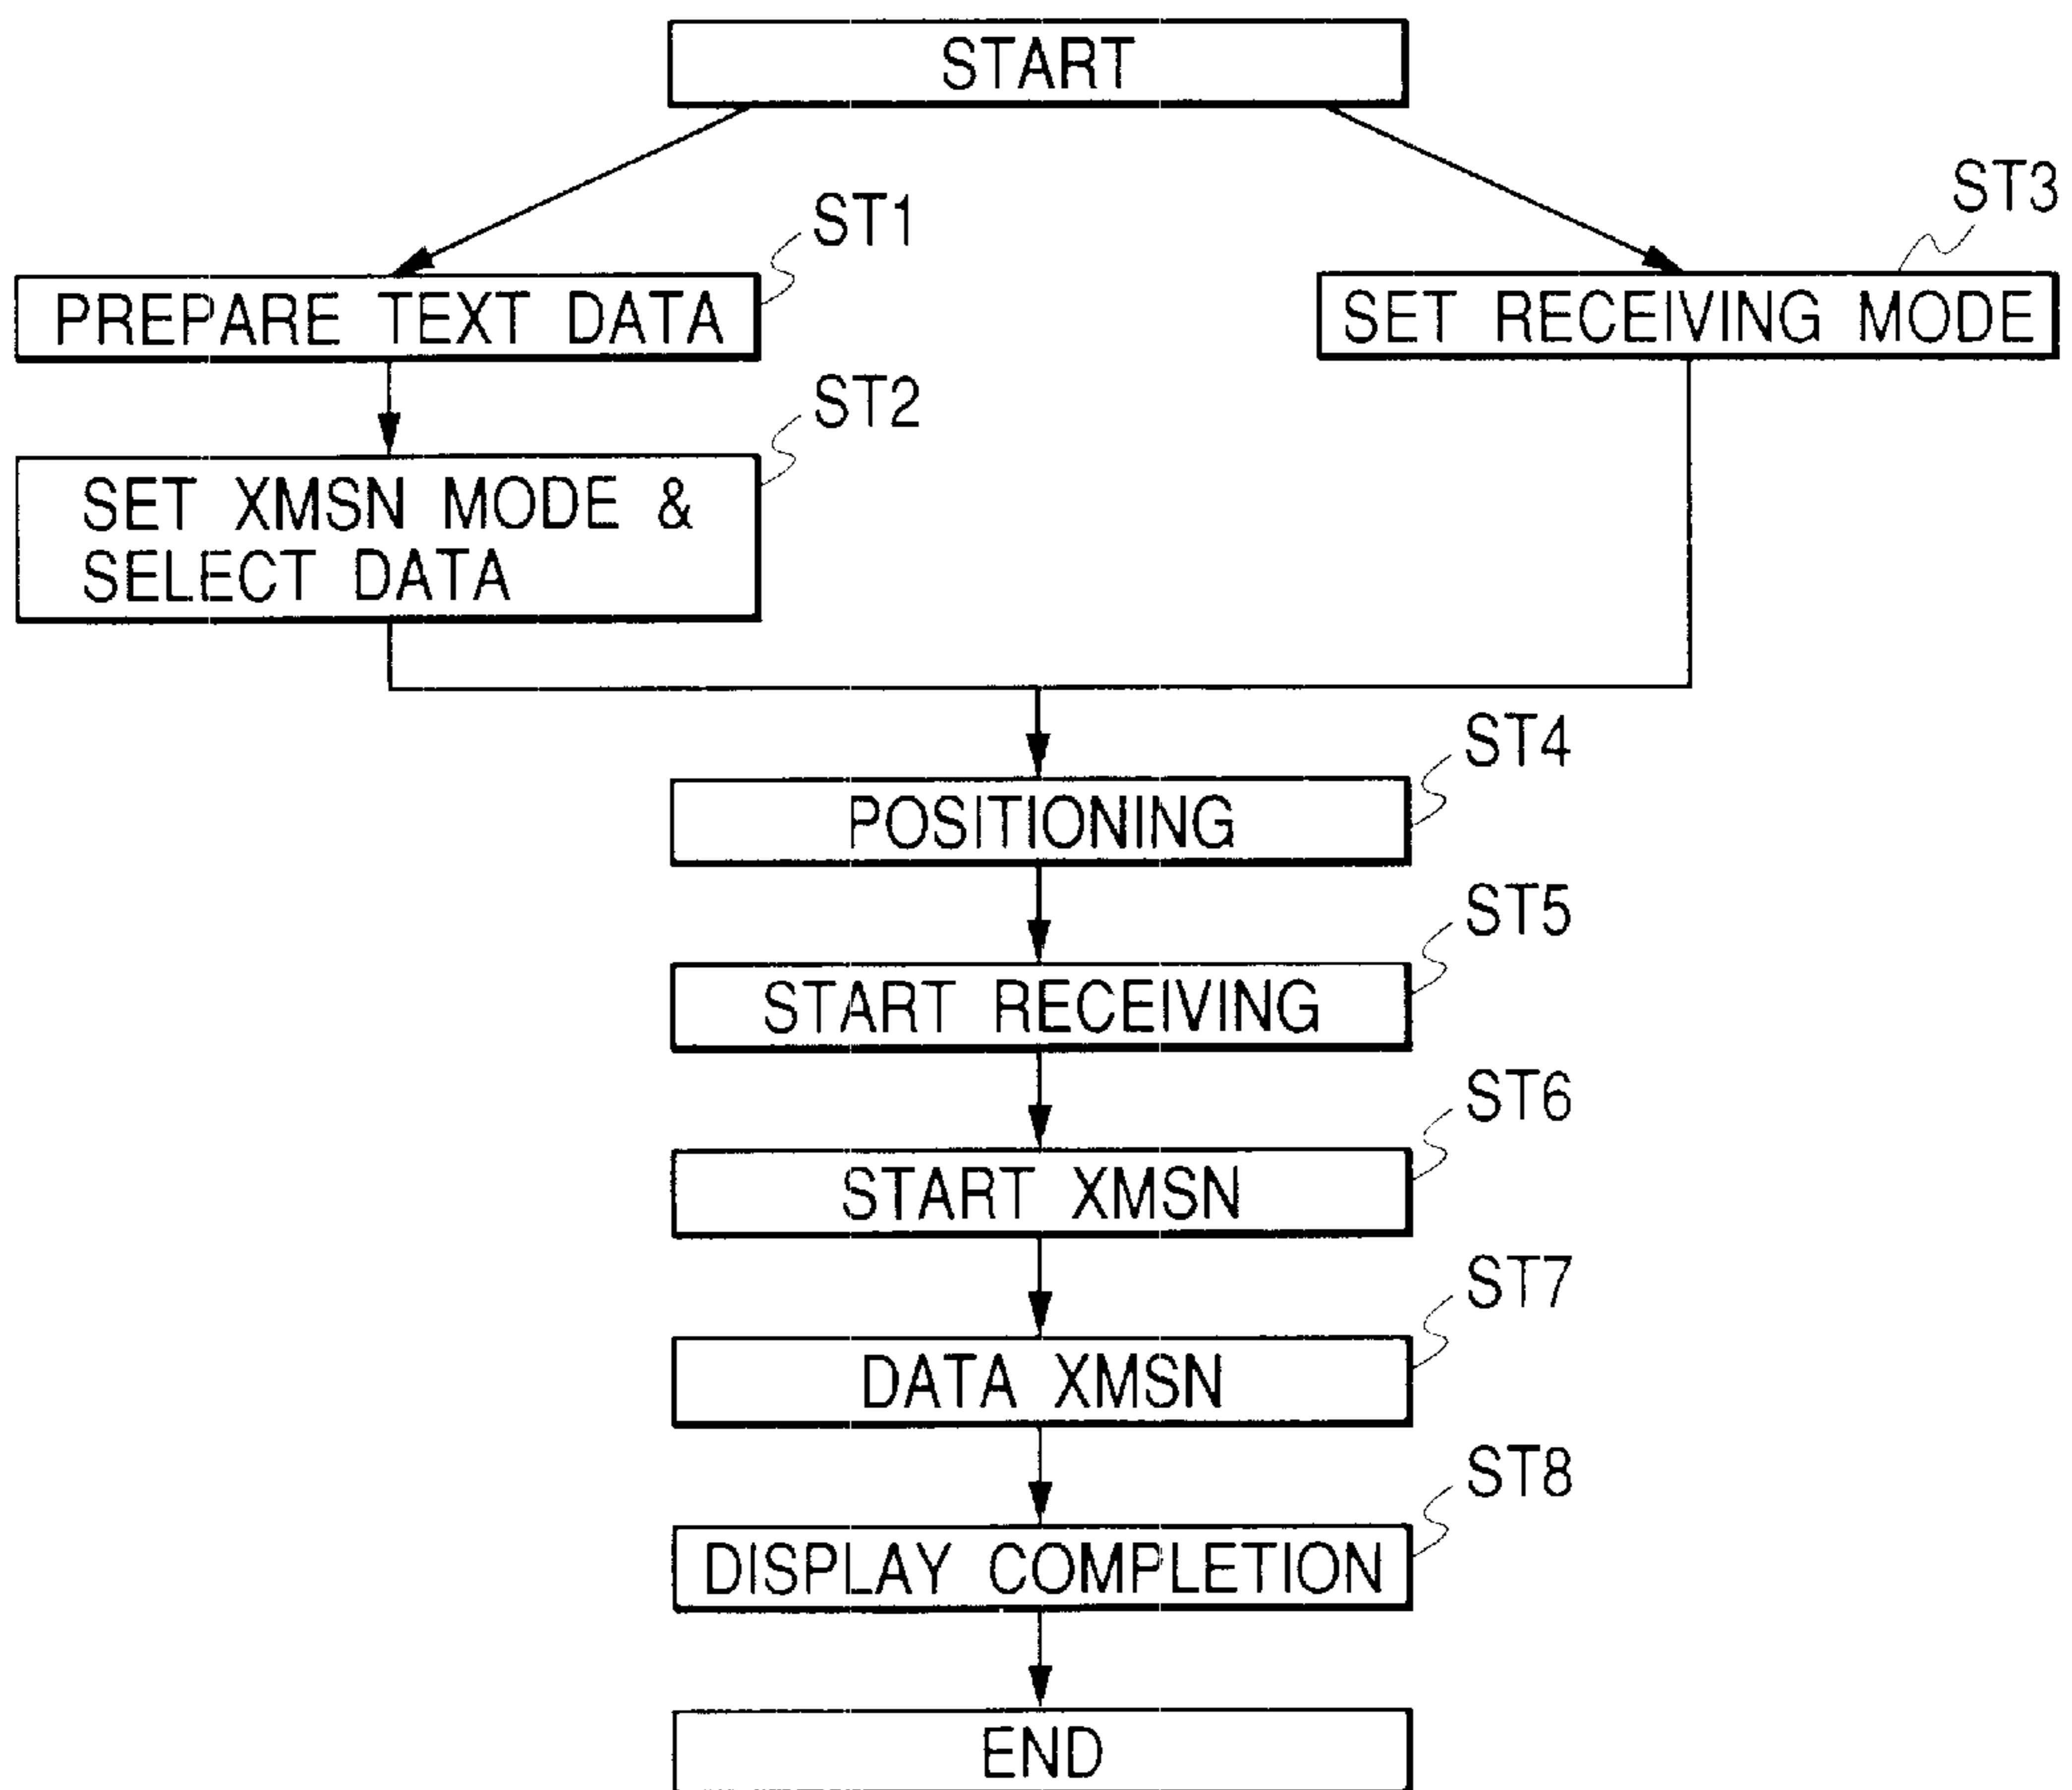 START
ST1
PREPARE TEXT DATA
ST3
SET RECEIVING MODE
ST2
SET XMSN MODE &
SELECT DATA
ST4
POSITIONING
ST5
START RECEIVING
ST6
START XMSN
ST7
DATA XMSN
ST8
DISPLAY COMPLETION
END